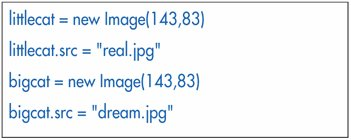 littlecat = new Image(143,83)
littlecat.src = "real.jpg"
bigcat = new Image(143,83)
bigcat.src = "dream.jpg"